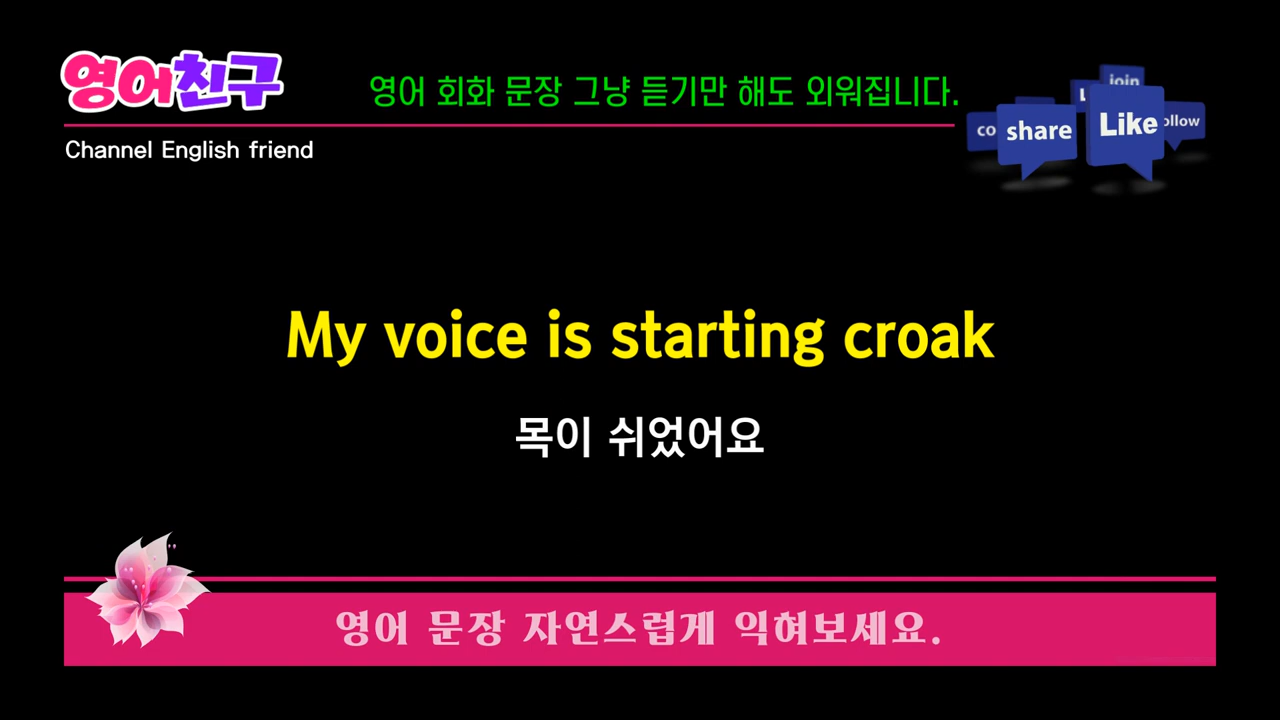 영어친구
영어 회화 문장 그냥 듣기만 해도 외워집니다.
Channel English friend
join
co
share
Like
ollow
My voice is starting croak
목이 쉬었어요
영어 문장 자연스럽게 익혀보세요.